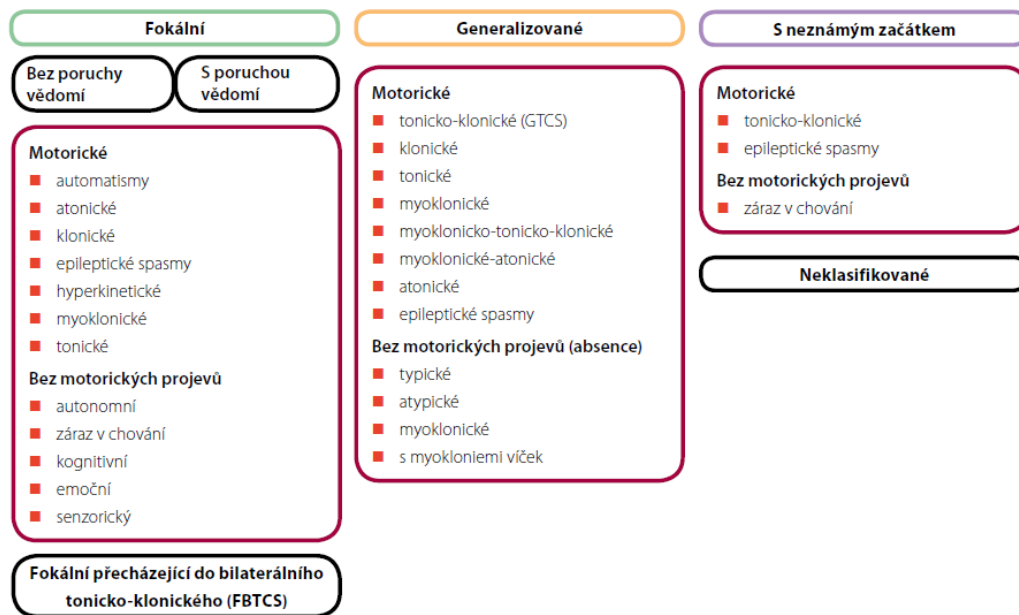 Fokální
Bez poruchy
vědomí
S poruchou
vědomí
Motorické
automatismy
atonické
klonické
epileptické spasmy
hyperkinetické
myoklonické
tonické
Bez motorických projevů
autonomní
záraz v chování
kognitivní
emoční
senzorický
Fokální přecházející do bilaterálního
tonicko-klonického (FBTCS)
Generalizované
Motorické
tonicko-klonické (GTCS)
klonické
tonické
myoklonické
myoklonicko-tonicko-klonické
myoklonické-atonické
atonické
epileptické spasmy
Bez motorických projevů (absence)
typické
atypické
myoklonické
s myokloniemi víček
S neznámým začátkem
Motorické
tonicko-klonické
epileptické spasmy
Bez motorických projevů
záraz v chování
Neklasifikované